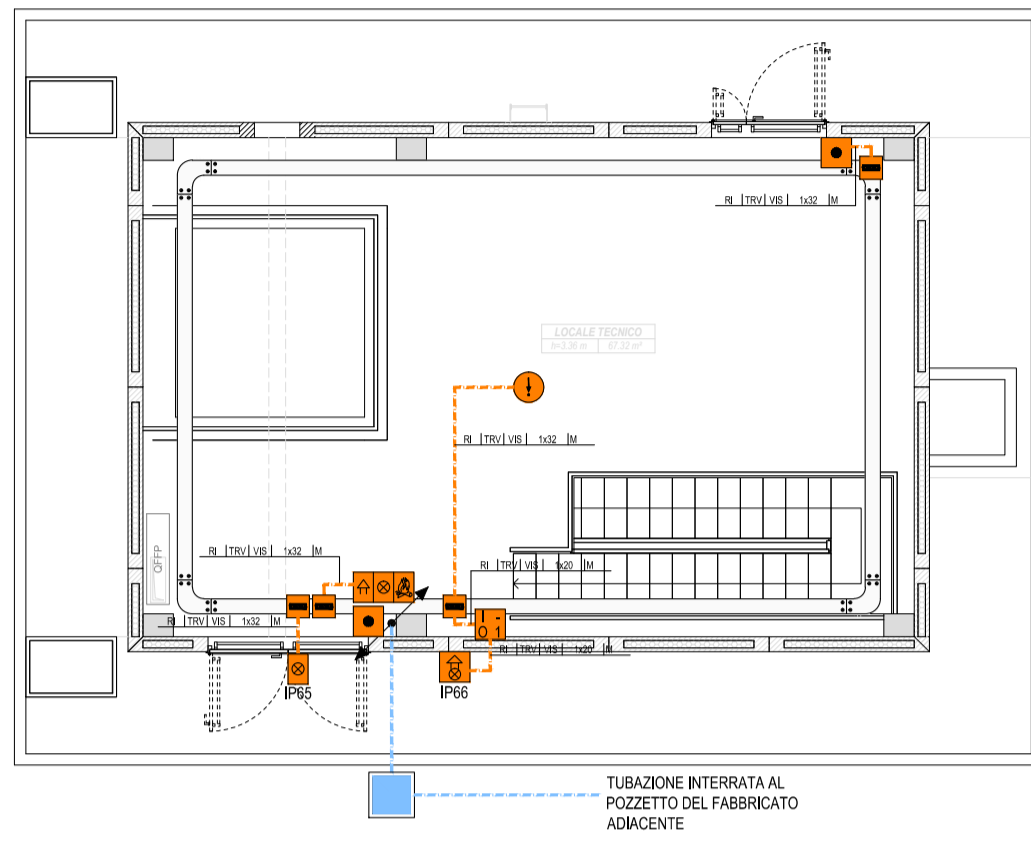 RI TRV VIS 1x32 M
LOCALE TECNICO
h=3.36 m 67.32 m²
RI TRV VIS 1x32 M
QFFP
RI TRV VIS 1x32 M
RI TRV VIS 1x20 M
RI TRV VIS 1x32 M
I -
O 1
RI TRV VIS 1x20 M
IP65
IP66
TUBAZIONE INTERRATA AL
POZZETTO DEL FABBRICATO
ADIACENTE